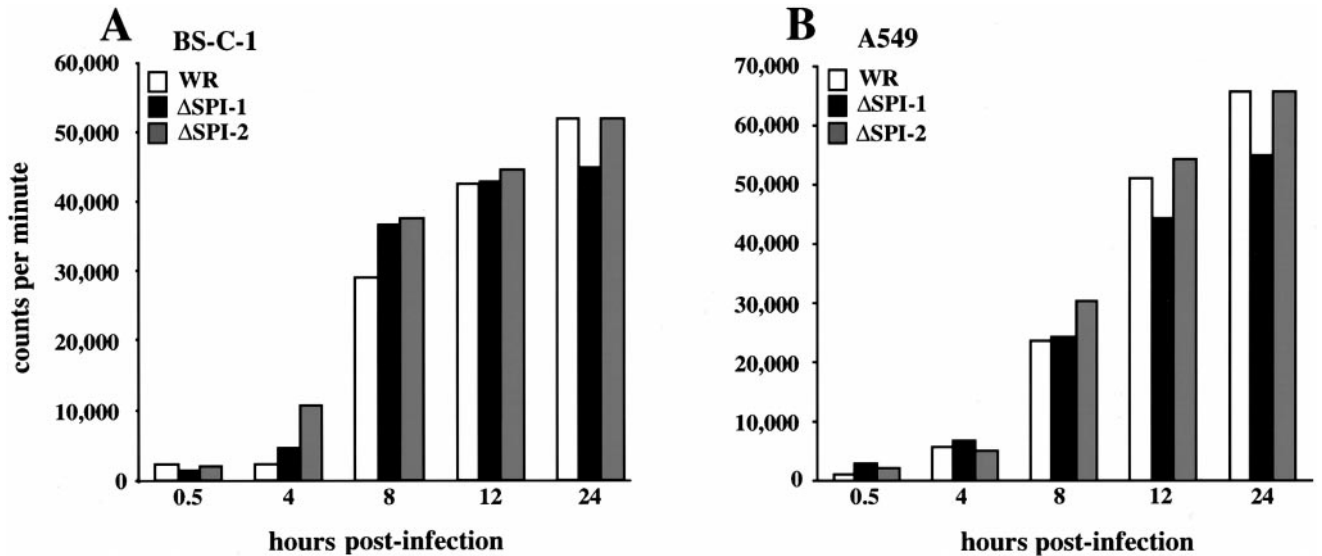 A
BS-C-1
WR
ΔSPI-1
ΔSPI-2
60,000
50,000
40,000
30,000
20,000
10,000
0
counts per minute
0.5 4 8 12 24
hours post-infection
B
A549
WR
ΔSPI-1
ΔSPI-2
70,000
60,000
50,000
40,000
30,000
20,000
10,000
0
0.5 4 8 12 24
hours post-infection